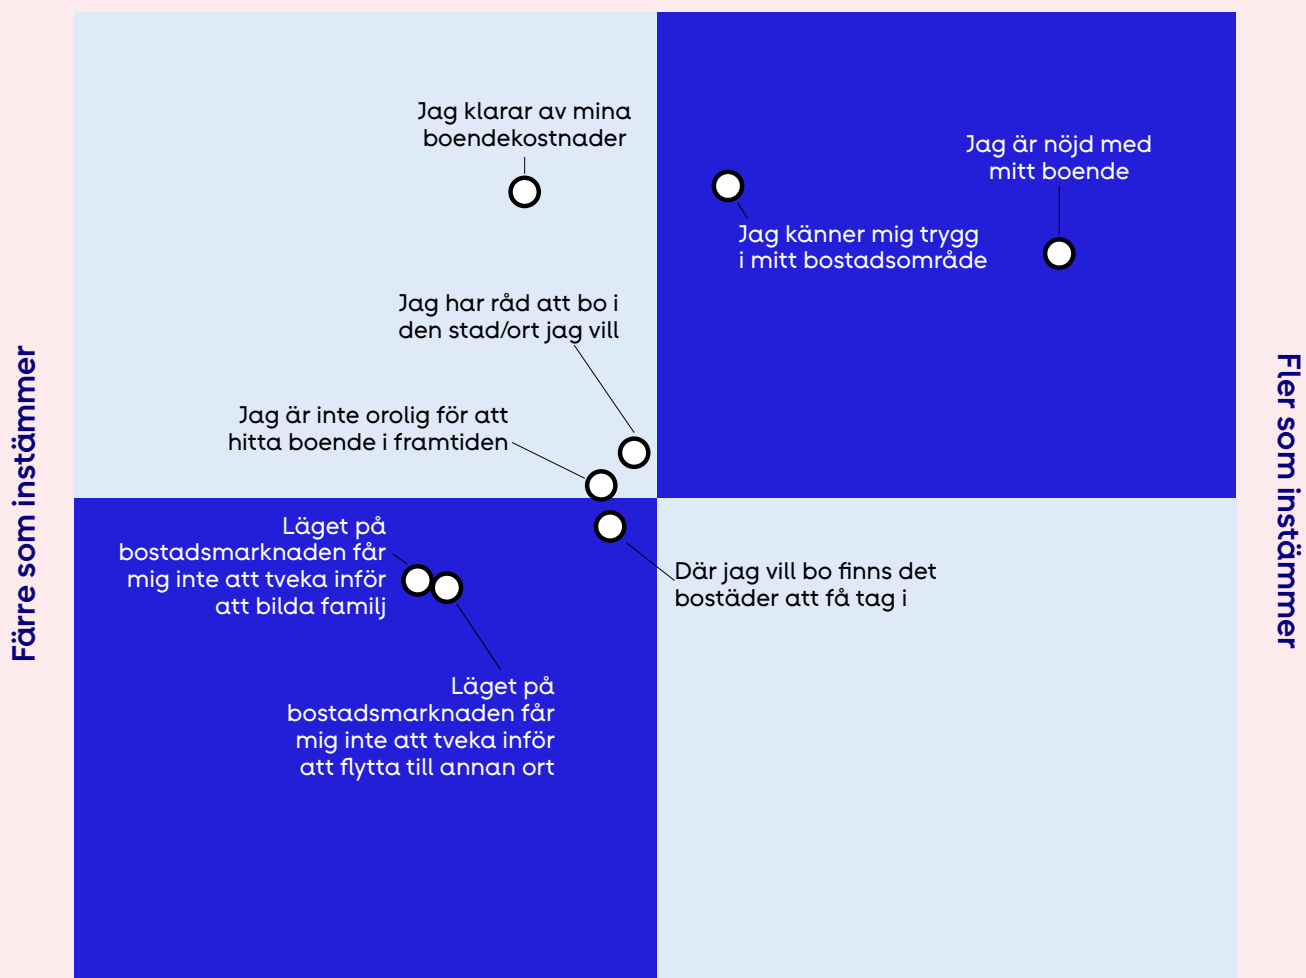 Jag klarar av mina
boendekostnader
Jag är nöjd med
mitt boende
Jag känner mig trygg
i mitt bostadsområde
Jag har råd att bo i
den stad/ort jag vill
Jag är inte orolig för att
hitta boende i framtiden
Färre som instämmer
Fler som instämmer
Läget på
bostadsmarknaden får
mig inte att tveka inför
att bilda familj
Där jag vill bo finns det
bostäder att få tag i
Läget på
bostadsmarknaden får
mig inte att tveka inför
att flytta till annan ort